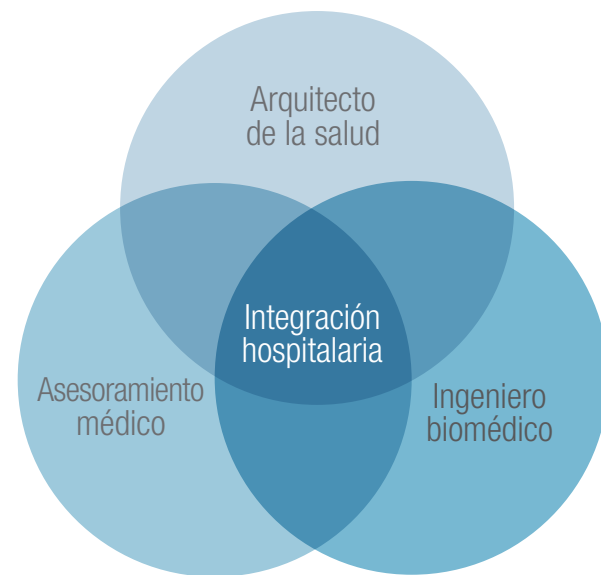 Arquitecto
de la salud
Integración
hospitalaria
Asesoramiento
médico
Ingeniero
biomédico